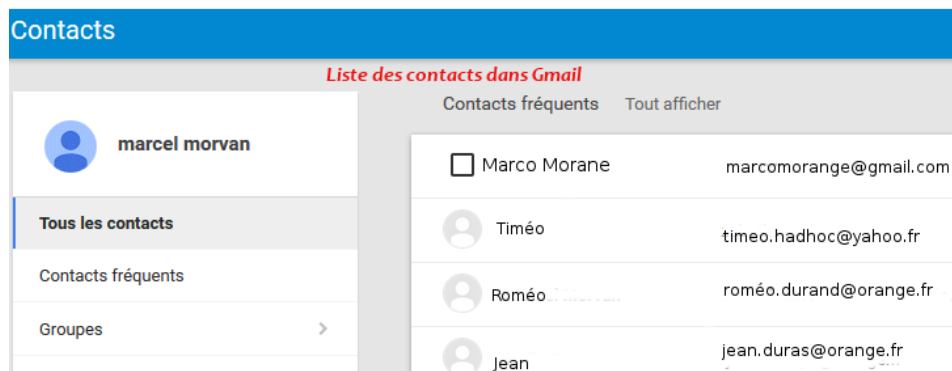 Contacts
Liste des contacts dans Gmail
Contacts fréquents Tout afficher
marcel morvan
Marco Morane marcomorange@gmail.com
Tous les contacts
Timéo timeo.hadhoc@yahoo.fr
Contacts fréquents
Roméo roméo.durand@orange.fr
Groupes
Jean jean.duras@orange.fr